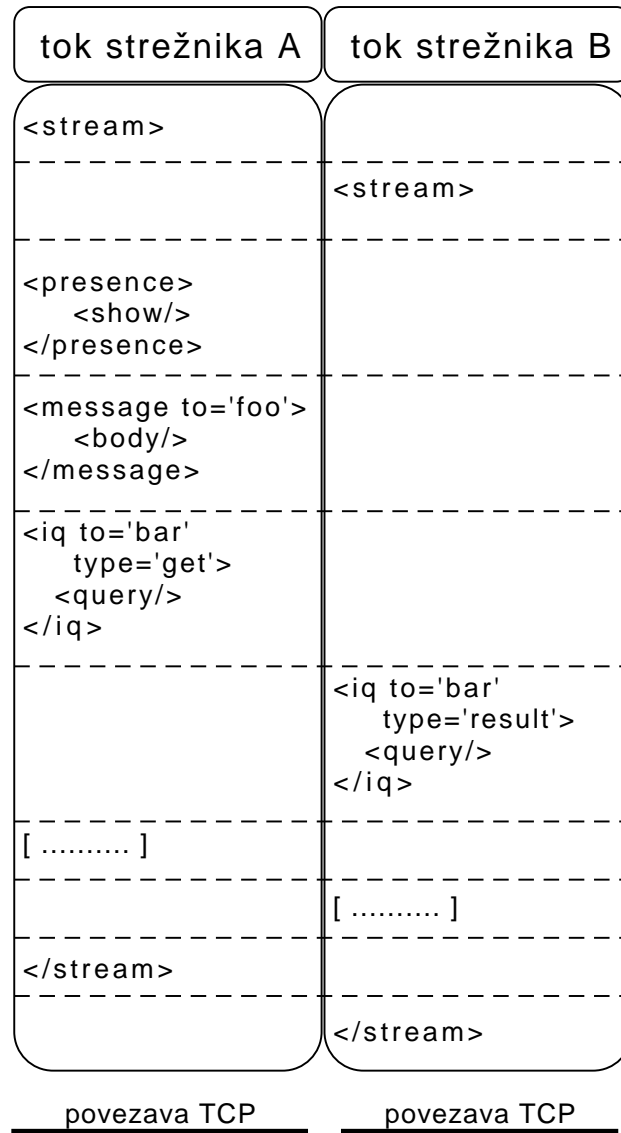 tok strežnika A
tok strežnika B
<stream>
<stream>
<presence>
<show/>
</presence>
<message to='foo'>
<body/>
</message>
<iq to='bar'
type='get'>
<query/>
</iq>
<iq to='bar'
type='result'>
<query/>
</iq>
[ .......... ]
[ .......... ]
</stream>
</stream>
povezava TCP
povezava TCP